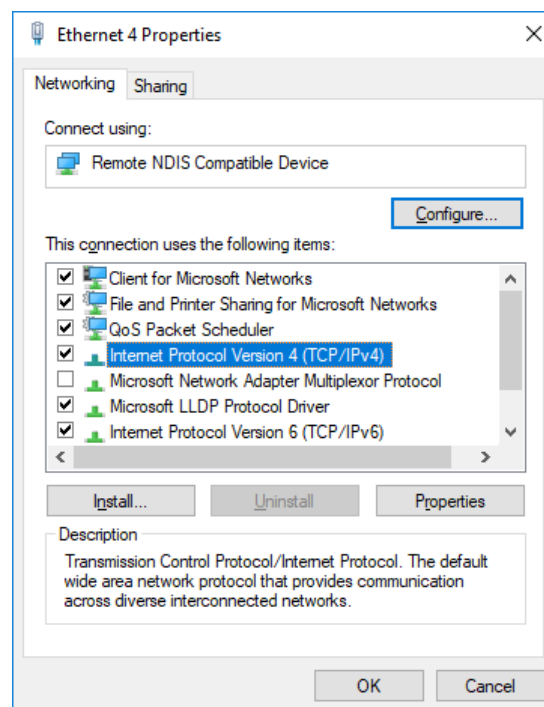 Ethernet 4 Properties
Networking
Sharing
Connect using:
Remote NDIS Compatible Device
Configure...
This connection uses the following items:
Client for Microsoft Networks
File and Printer Sharing for Microsoft Networks
QoS Packet Scheduler
Internet Protocol Version 4 (TCP/IPv4)
Microsoft Network Adapter Multiplexor Protocol
Microsoft LLDP Protocol Driver
Internet Protocol Version 6 (TCP/IPv6)
Install...
Uninstall
Properties
Description
Transmission Control Protocol/Internet Protocol. The default
wide area network protocol that provides communication
across diverse interconnected networks.
OK
Cancel